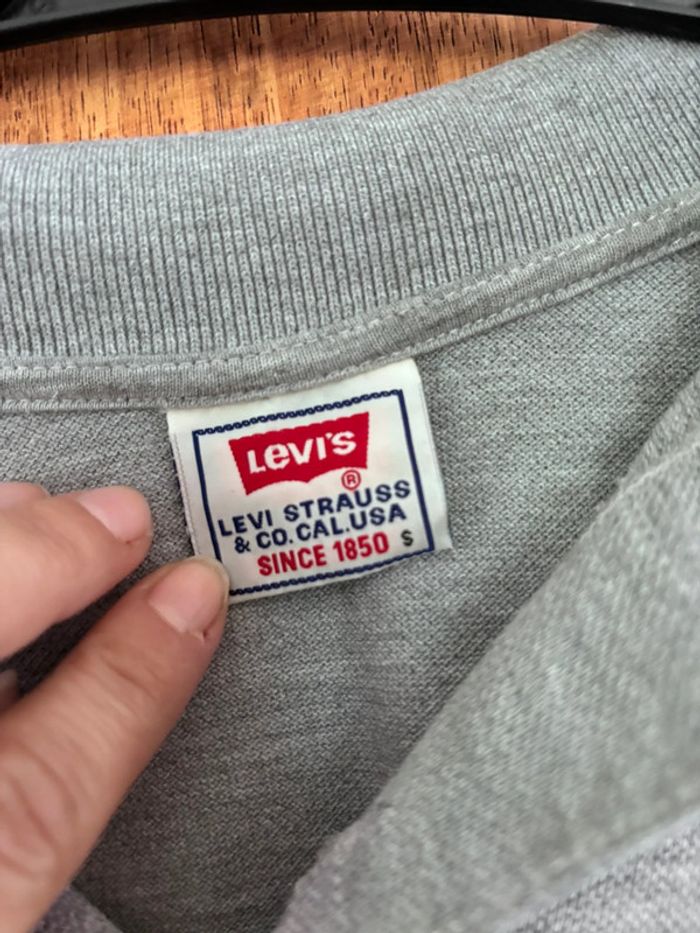 LEVI'S
®
LEVI STRAUSS
& CO. CAL. USA
SINCE 1850 S